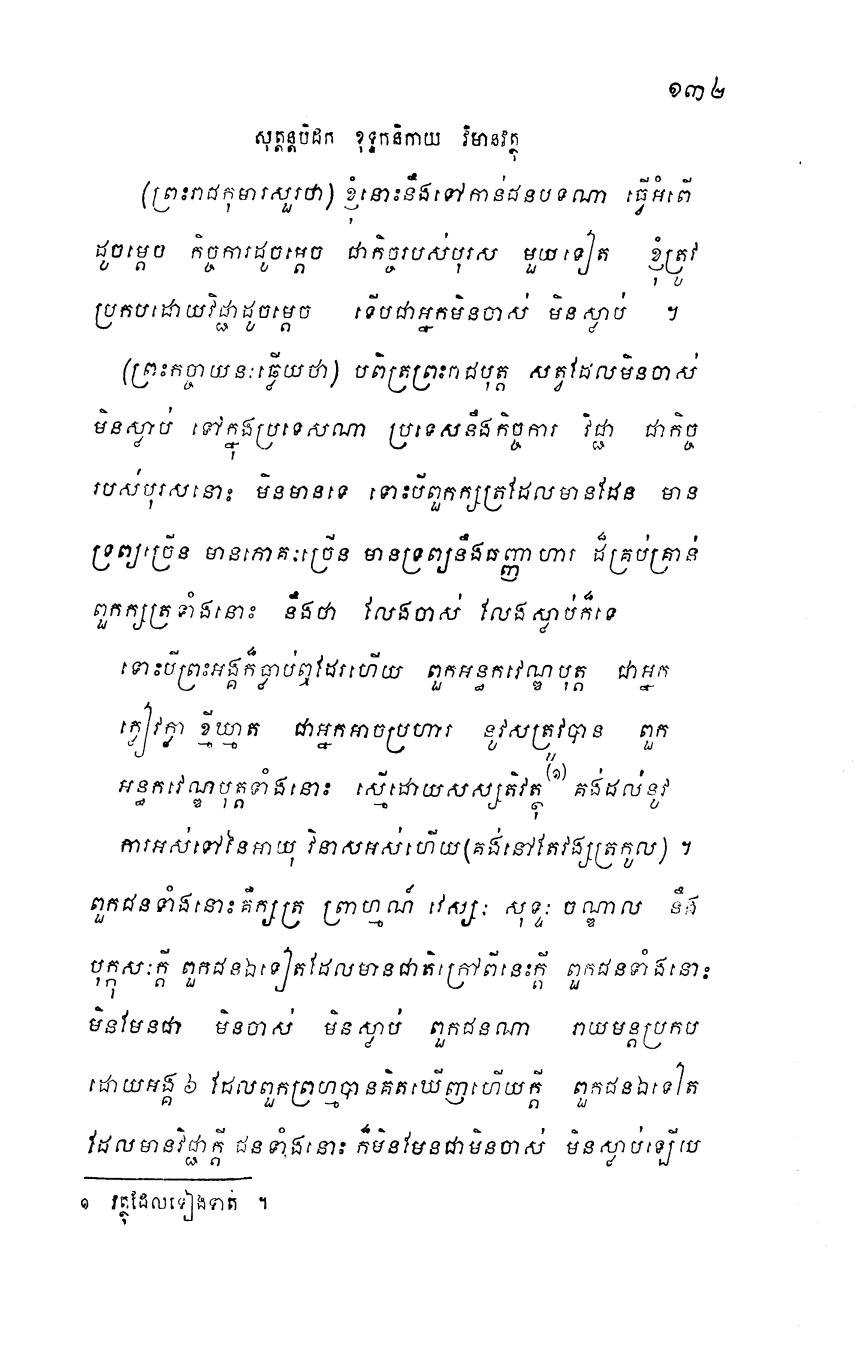 ១៣២
សុត្តន្តបិដក ខុទ្ទកនិកាយ វិមានវត្ថុ
(ព្រះរាជកុមារសួរថា) ខ្ញុំនោះនឹងទៅកាន់ជនបទណា ធ្វើអំពើ
ដូចម្ដេច កិច្ចការដូចម្ដេច ជាកិច្ចរបស់បុរស មួយទៀត ខ្ញុំត្រូវ
ប្រកបដោយវិជ្ជាដូចម្ដេច ទើបជាអ្នកមិនចាស់ មិនស្លាប់ ។
(ព្រះកច្ចាយនៈឆ្លើយថា) បពិត្រព្រះរាជបុត្ត សត្វដែលមិនចាស់
មិនស្លាប់ ទៅក្នុងប្រទេសណា ប្រទេសនឹងកិច្ចការ វិជ្ជា ជាកិច្ច
របស់បុរសនោះ មិនមានទេ ទោះបីពួកក្សត្រដែលមានដែន មាន
ទ្រព្យច្រើន មានភោគៈច្រើន មានទ្រព្យនឹងធញ្ញាហារ ដ៏គ្រប់គ្រាន់
ពួកក្សត្រទាំងនោះ នឹងថា លែងចាស់ លែងស្លាប់ក៏ទេ
ទោះបីព្រះអង្គក៏ធ្លាប់ឮដែរហើយ ពួកអន្ធកវេណ្ឌបុត្ត ជាអ្នក
ក្លៀវក្លា ខ្មីឃ្មាត ជាអ្នកអាចប្រហារ នូវសត្រូវបាន ពួក
អន្ធកវេណ្ឌបុត្តទាំងនោះ ស្មើដោយសស្សតិវត្ថុ(១) គង់ដល់នូវ
ការអស់ទៅនៃអាយុ វិនាសអស់ហើយ(គង់នៅតែវង្សត្រកូល) ។
ពួកជនទាំងនោះគឺក្សត្រ ព្រាហ្មណ៍ វេស្សៈ សុទ្ទៈ ចណ្ឌាល នឹង
បុក្កុសៈក្ដី ពួកជនឯទៀតដែលមានជាតិក្រៅពីនេះក្ដី ពួកជនទាំងនោះ
មិនមែនជា មិនចាស់ មិនស្លាប់ ពួកជនណា រាយមន្តប្រកប
ដោយអង្គ ៦ ដែលពួកព្រហ្មបានគិតឃើញហើយក្ដី ពួកជនឯទៀត
ដែលមានវិជ្ជាក្ដី ជនទាំងនោះ ក៏មិនមែនជាមិនចាស់ មិនស្លាប់ឡើយ
១ វត្ថុដែលទៀងទាត់ ។